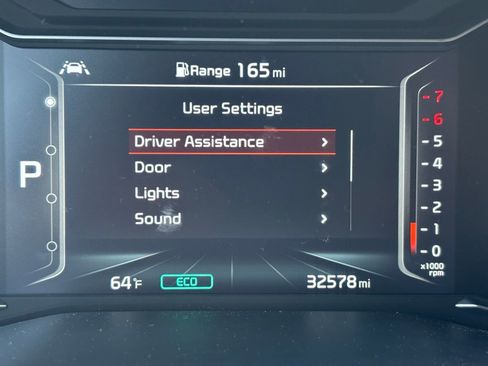 Range 165 mi
User Settings
Driver Assistance
Door
Lights
Sound
P
7
6
5
4
3
2
1
0
x1000
rpm
64°F
ECO
32578 mi